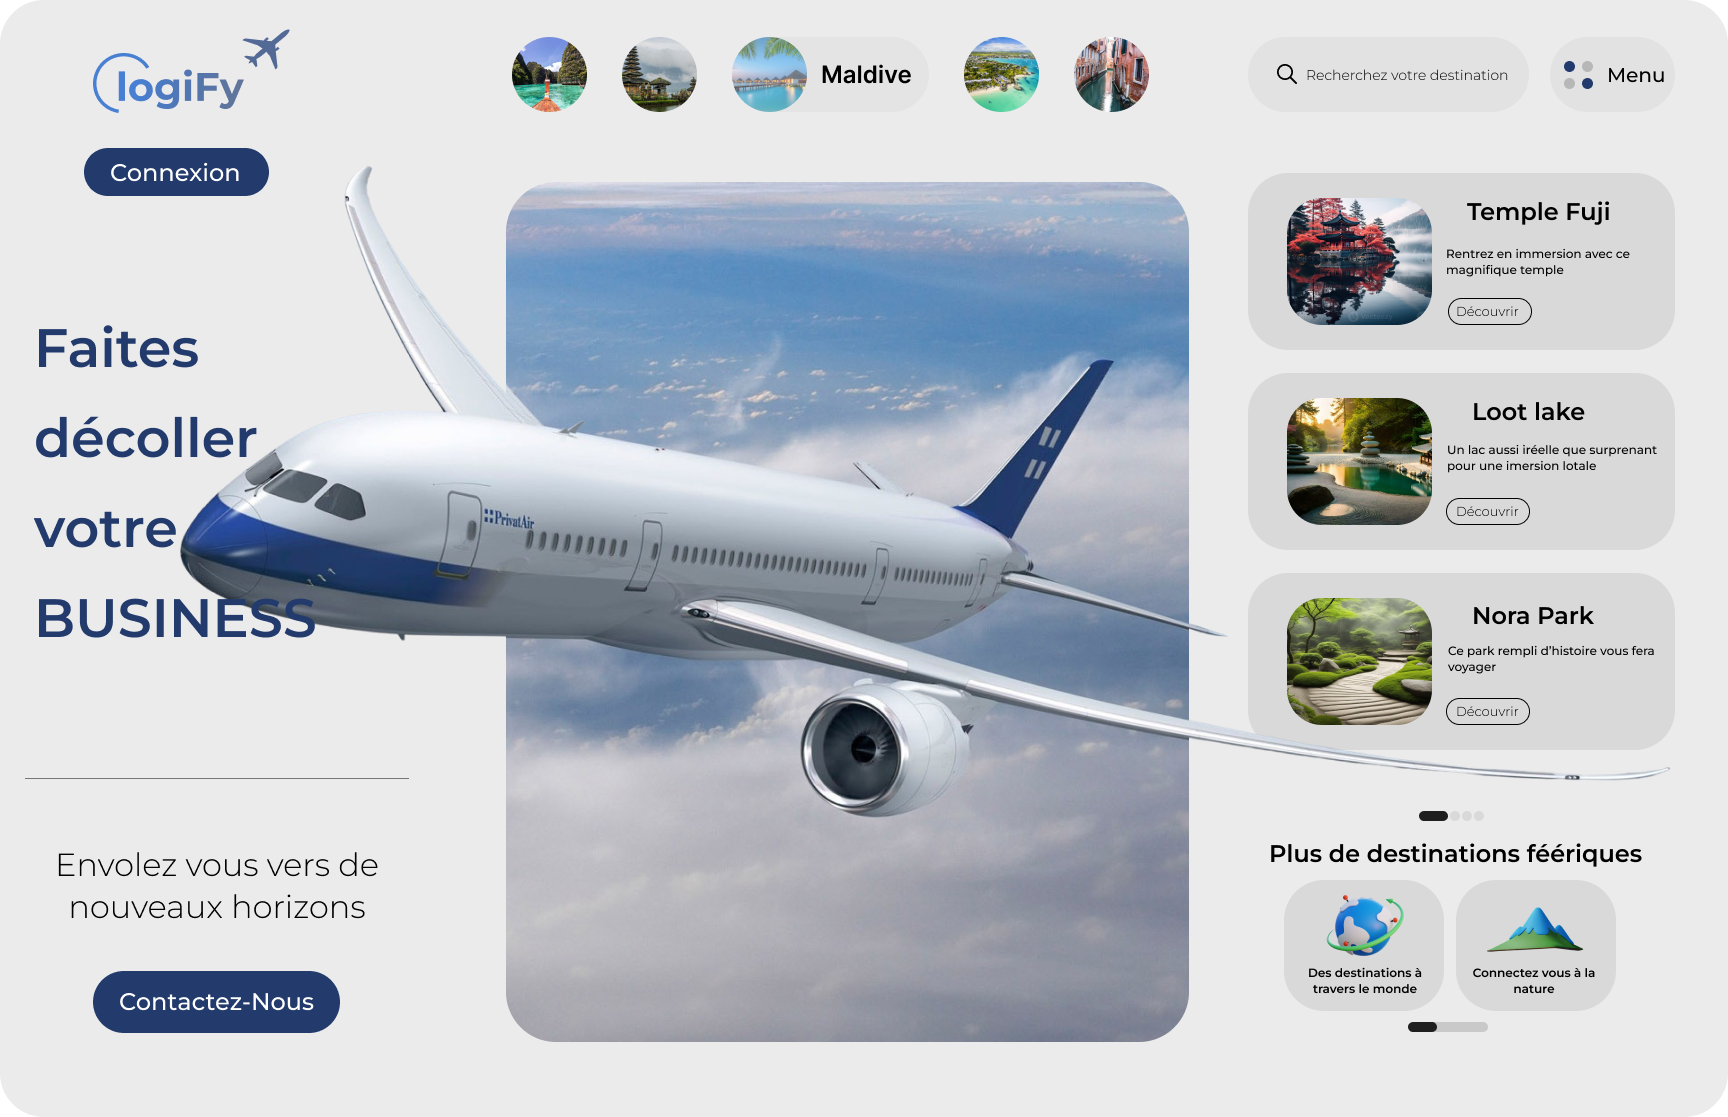 logiFy
Maldive
Recherchez votre destination
Menu
Connexion
Faites
décoller
votre
BUSINESS
PrivatAir
Envolez vous vers de
nouveaux horizons
Contactez-Nous
Temple Fuji
Rentrez en immersion avec ce
magnifique temple
Découvrir
Loot lake
Un lac aussi iréelle que surprenant
pour une imersion lotale
Découvrir
Nora Park
Ce park rempli d'histoire vous fera
voyager
Découvrir
Plus de destinations féériques
Des destinations à
travers le monde
Connectez vous à la
nature